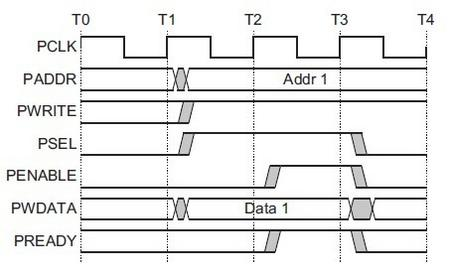 T0 T1 T2 T3 T4
PCLK
PADDR Addr 1
PWRITE
PSEL
PENABLE
PWDATA Data 1
PREADY